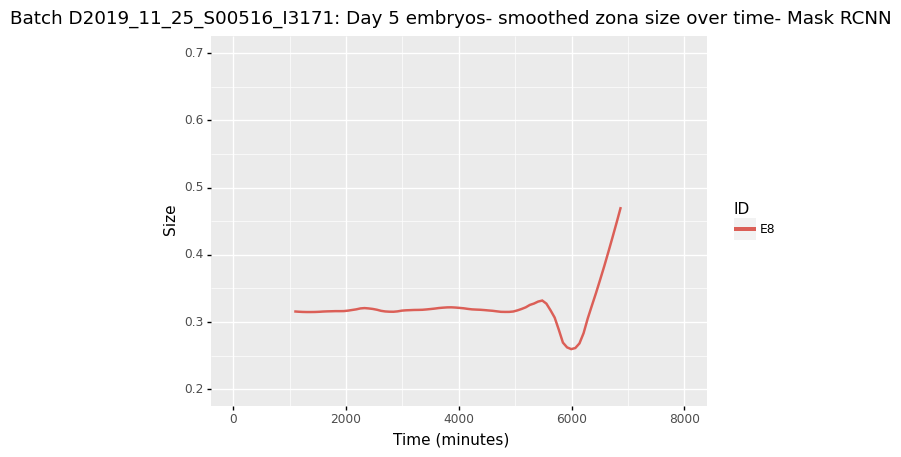 Batch D2019_11_25_S00516_I3171: Day 5 embryos- smoothed zona size over time- Mask RCNN
0.7
0.6
0.5
0.4
0.3
0.2
Size
0 2000 4000 6000 8000
Time (minutes)
ID
E8